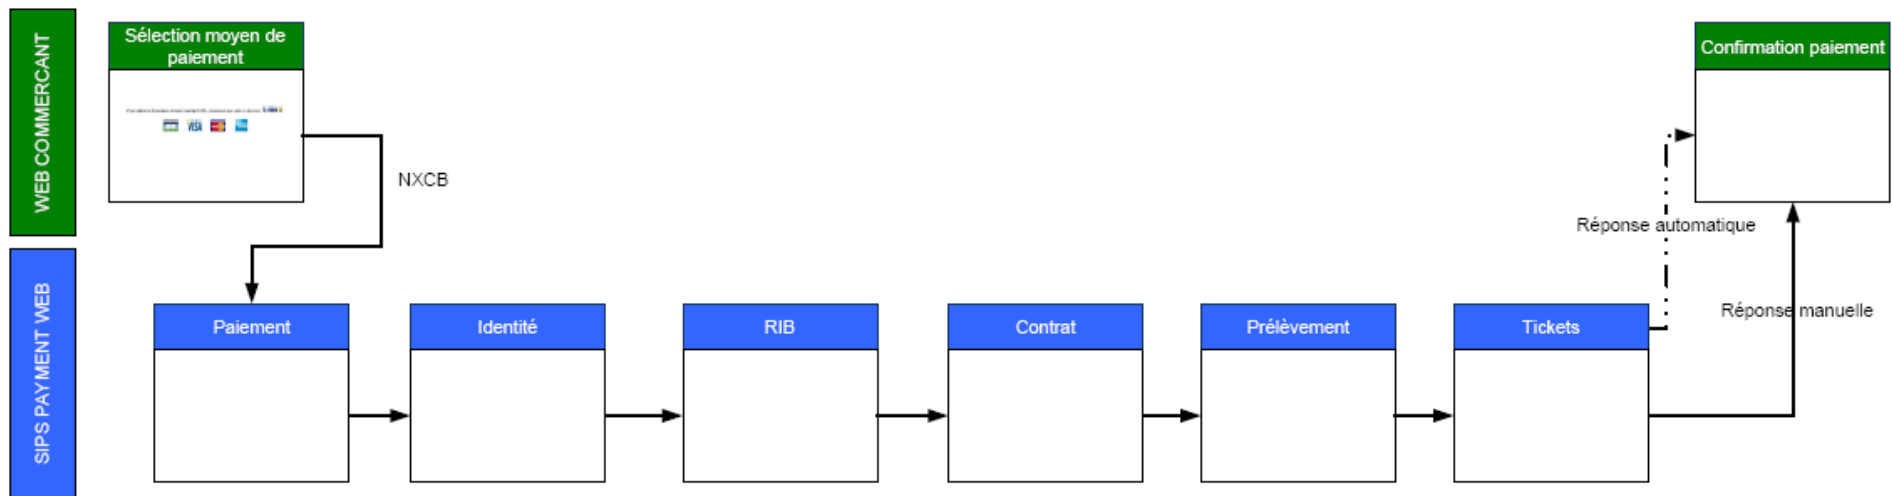 WEB COMMERCANT
Sélection moyen de
paiement
VISA
NXCB
Confirmation paiement
Réponse automatique
Réponse manuelle
SIPS PAYMENT WEB
Paiement
Identité
RIB
Contrat
Prélèvement
Tickets